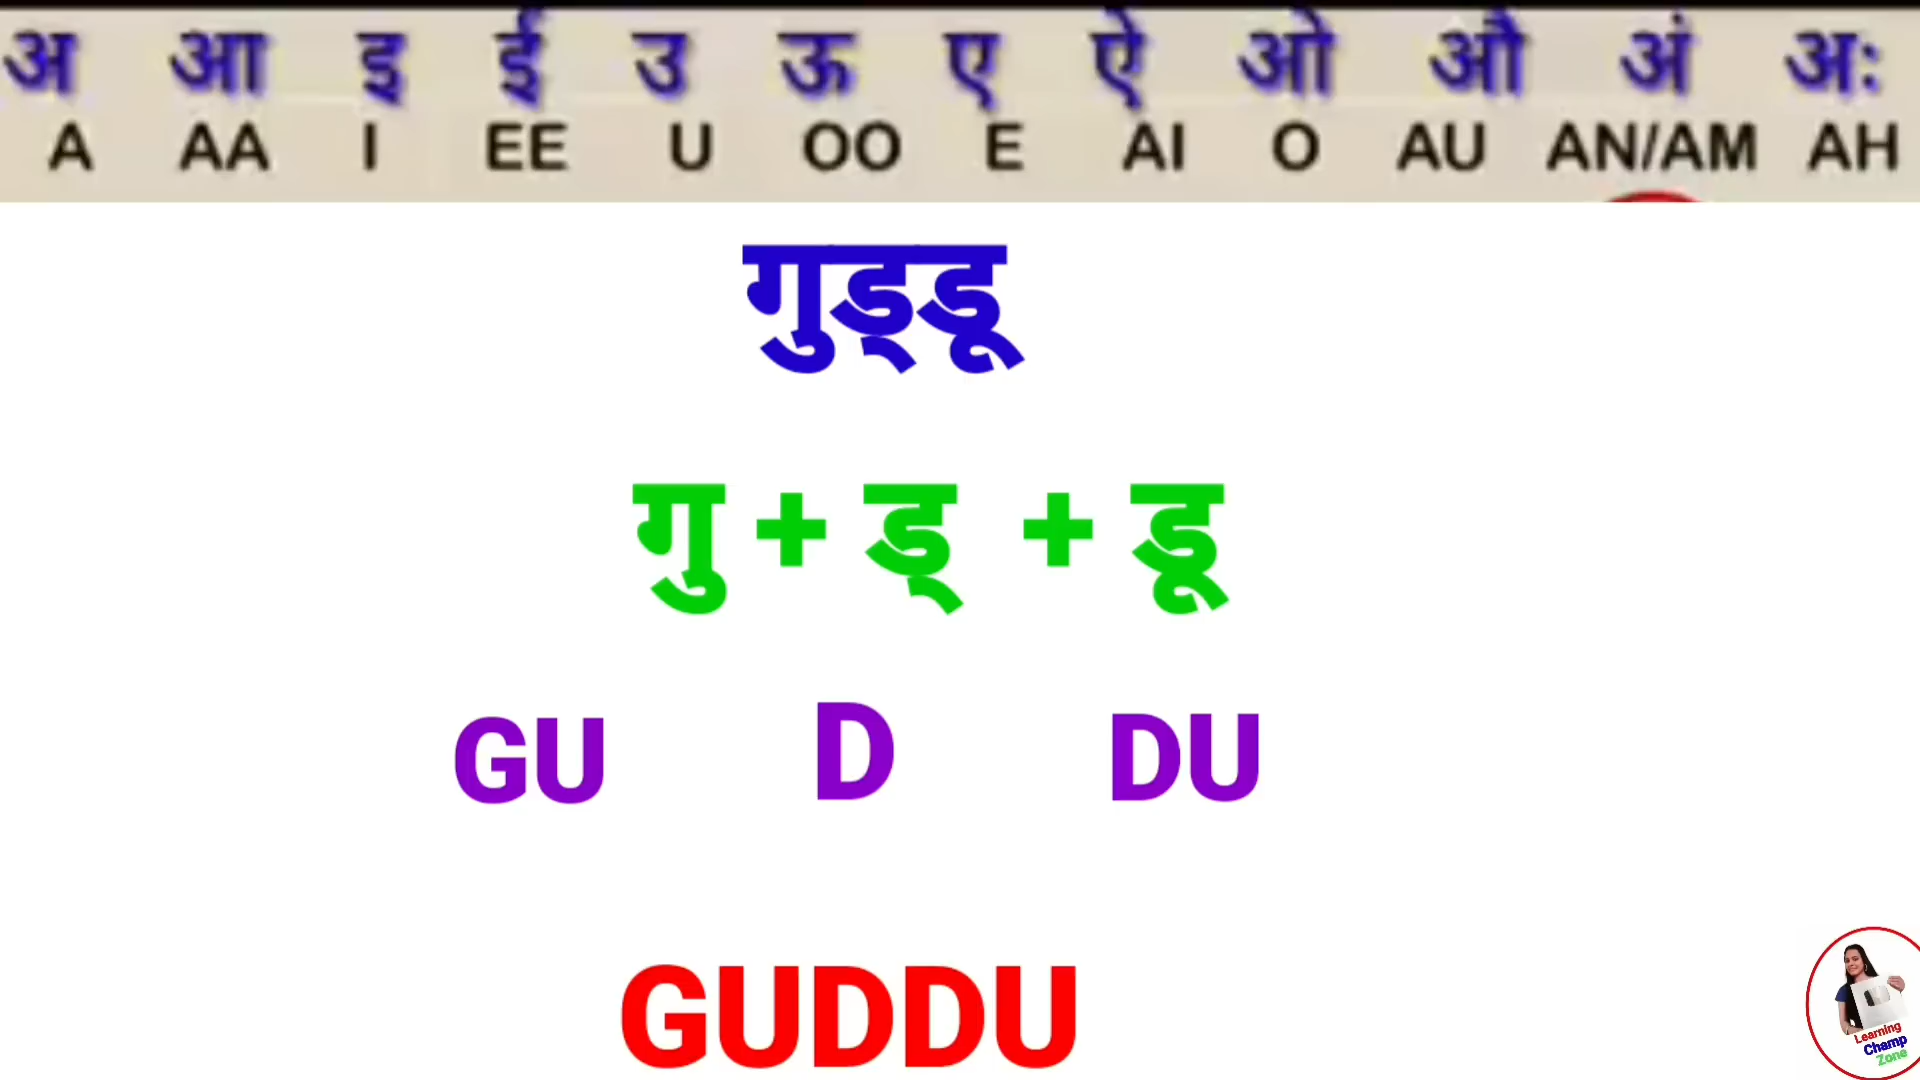 अ आ इ ई उ ऊ ए ऐ ओ औ अं अः
A AA I EE U OO E AI O AU AN/AM AH
गुड्डू
गु + ड् + डू
GU D DU
GUDDU
Learning
Champ
Zone